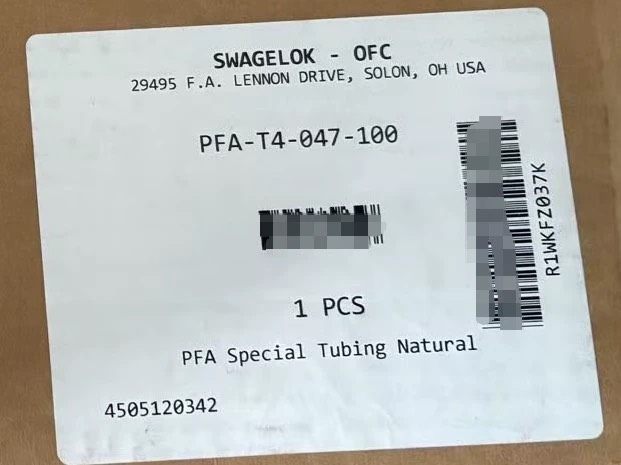 SWAGELOK - OFC
29495 F.A. LENNON DRIVE, SOLON, OH USA
PFA-T4-047-100
R1WKFZ037K
1 PCS
PFA Special Tubing Natural
4505120342